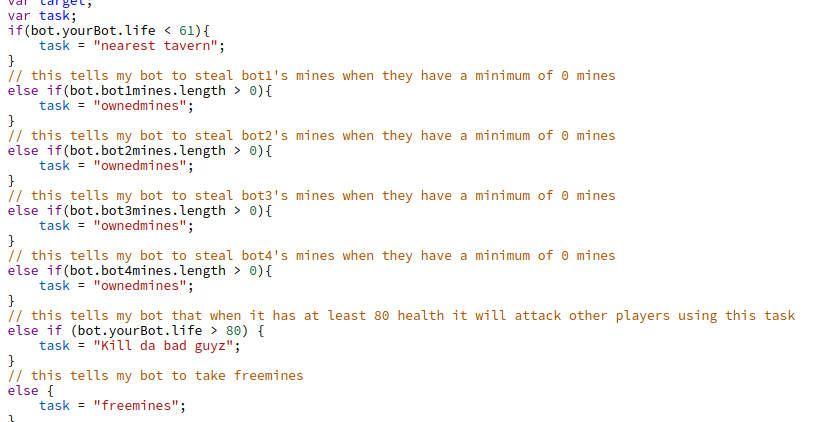 var target;
var task;
if(bot.yourBot.life < 61){
    task = "nearest tavern";
}
// this tells my bot to steal bot1's mines when they have a minimum of 0 mines
else if(bot.bot1mines.length > 0){
    task = "ownedmines";
}
// this tells my bot to steal bot2's mines when they have a minimum of 0 mines
else if(bot.bot2mines.length > 0){
    task = "ownedmines";
}
// this tells my bot to steal bot3's mines when they have a minimum of 0 mines
else if(bot.bot3mines.length > 0){
    task = "ownedmines";
}
// this tells my bot to steal bot4's mines when they have a minimum of 0 mines
else if(bot.bot4mines.length > 0){
    task = "ownedmines";
}
// this tells my bot that when it has at least 80 health it will attack other players using this task
else if (bot.yourBot.life > 80) {
    task = "Kill da bad guyz";
}
// this tells my bot to take freemines
else {
    task = "freemines";
}